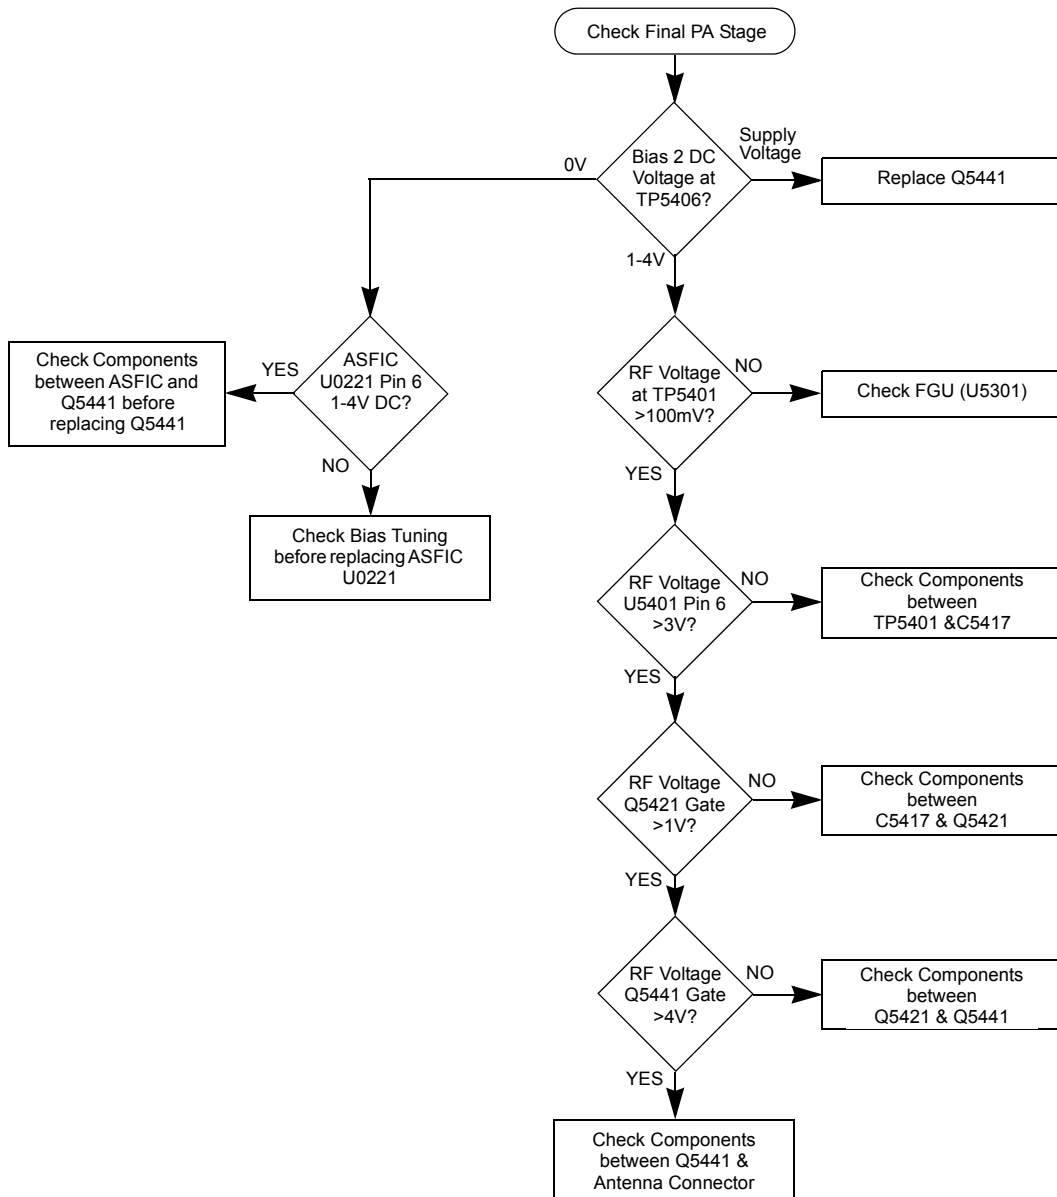 Check Final PA Stage
Bias 2 DC
Voltage at
TP5406?
0V
Supply
Voltage
1-4V
Replace Q5441
ASFIC
U0221 Pin 6
1-4V DC?
YES
NO
Check Components
between ASFIC and
Q5441 before
replacing Q5441
Check Bias Tuning
before replacing ASFIC
U0221
RF Voltage
at TP5401
>100mV?
NO
YES
Check FGU (U5301)
RF Voltage
U5401 Pin 6
>3V?
NO
YES
Check Components
between
TP5401 &C5417
RF Voltage
Q5421 Gate
>1V?
NO
YES
Check Components
between
C5417 & Q5421
RF Voltage
Q5441 Gate
>4V?
NO
YES
Check Components
between
Q5421 & Q5441
Check Components
between Q5441 &
Antenna Connector